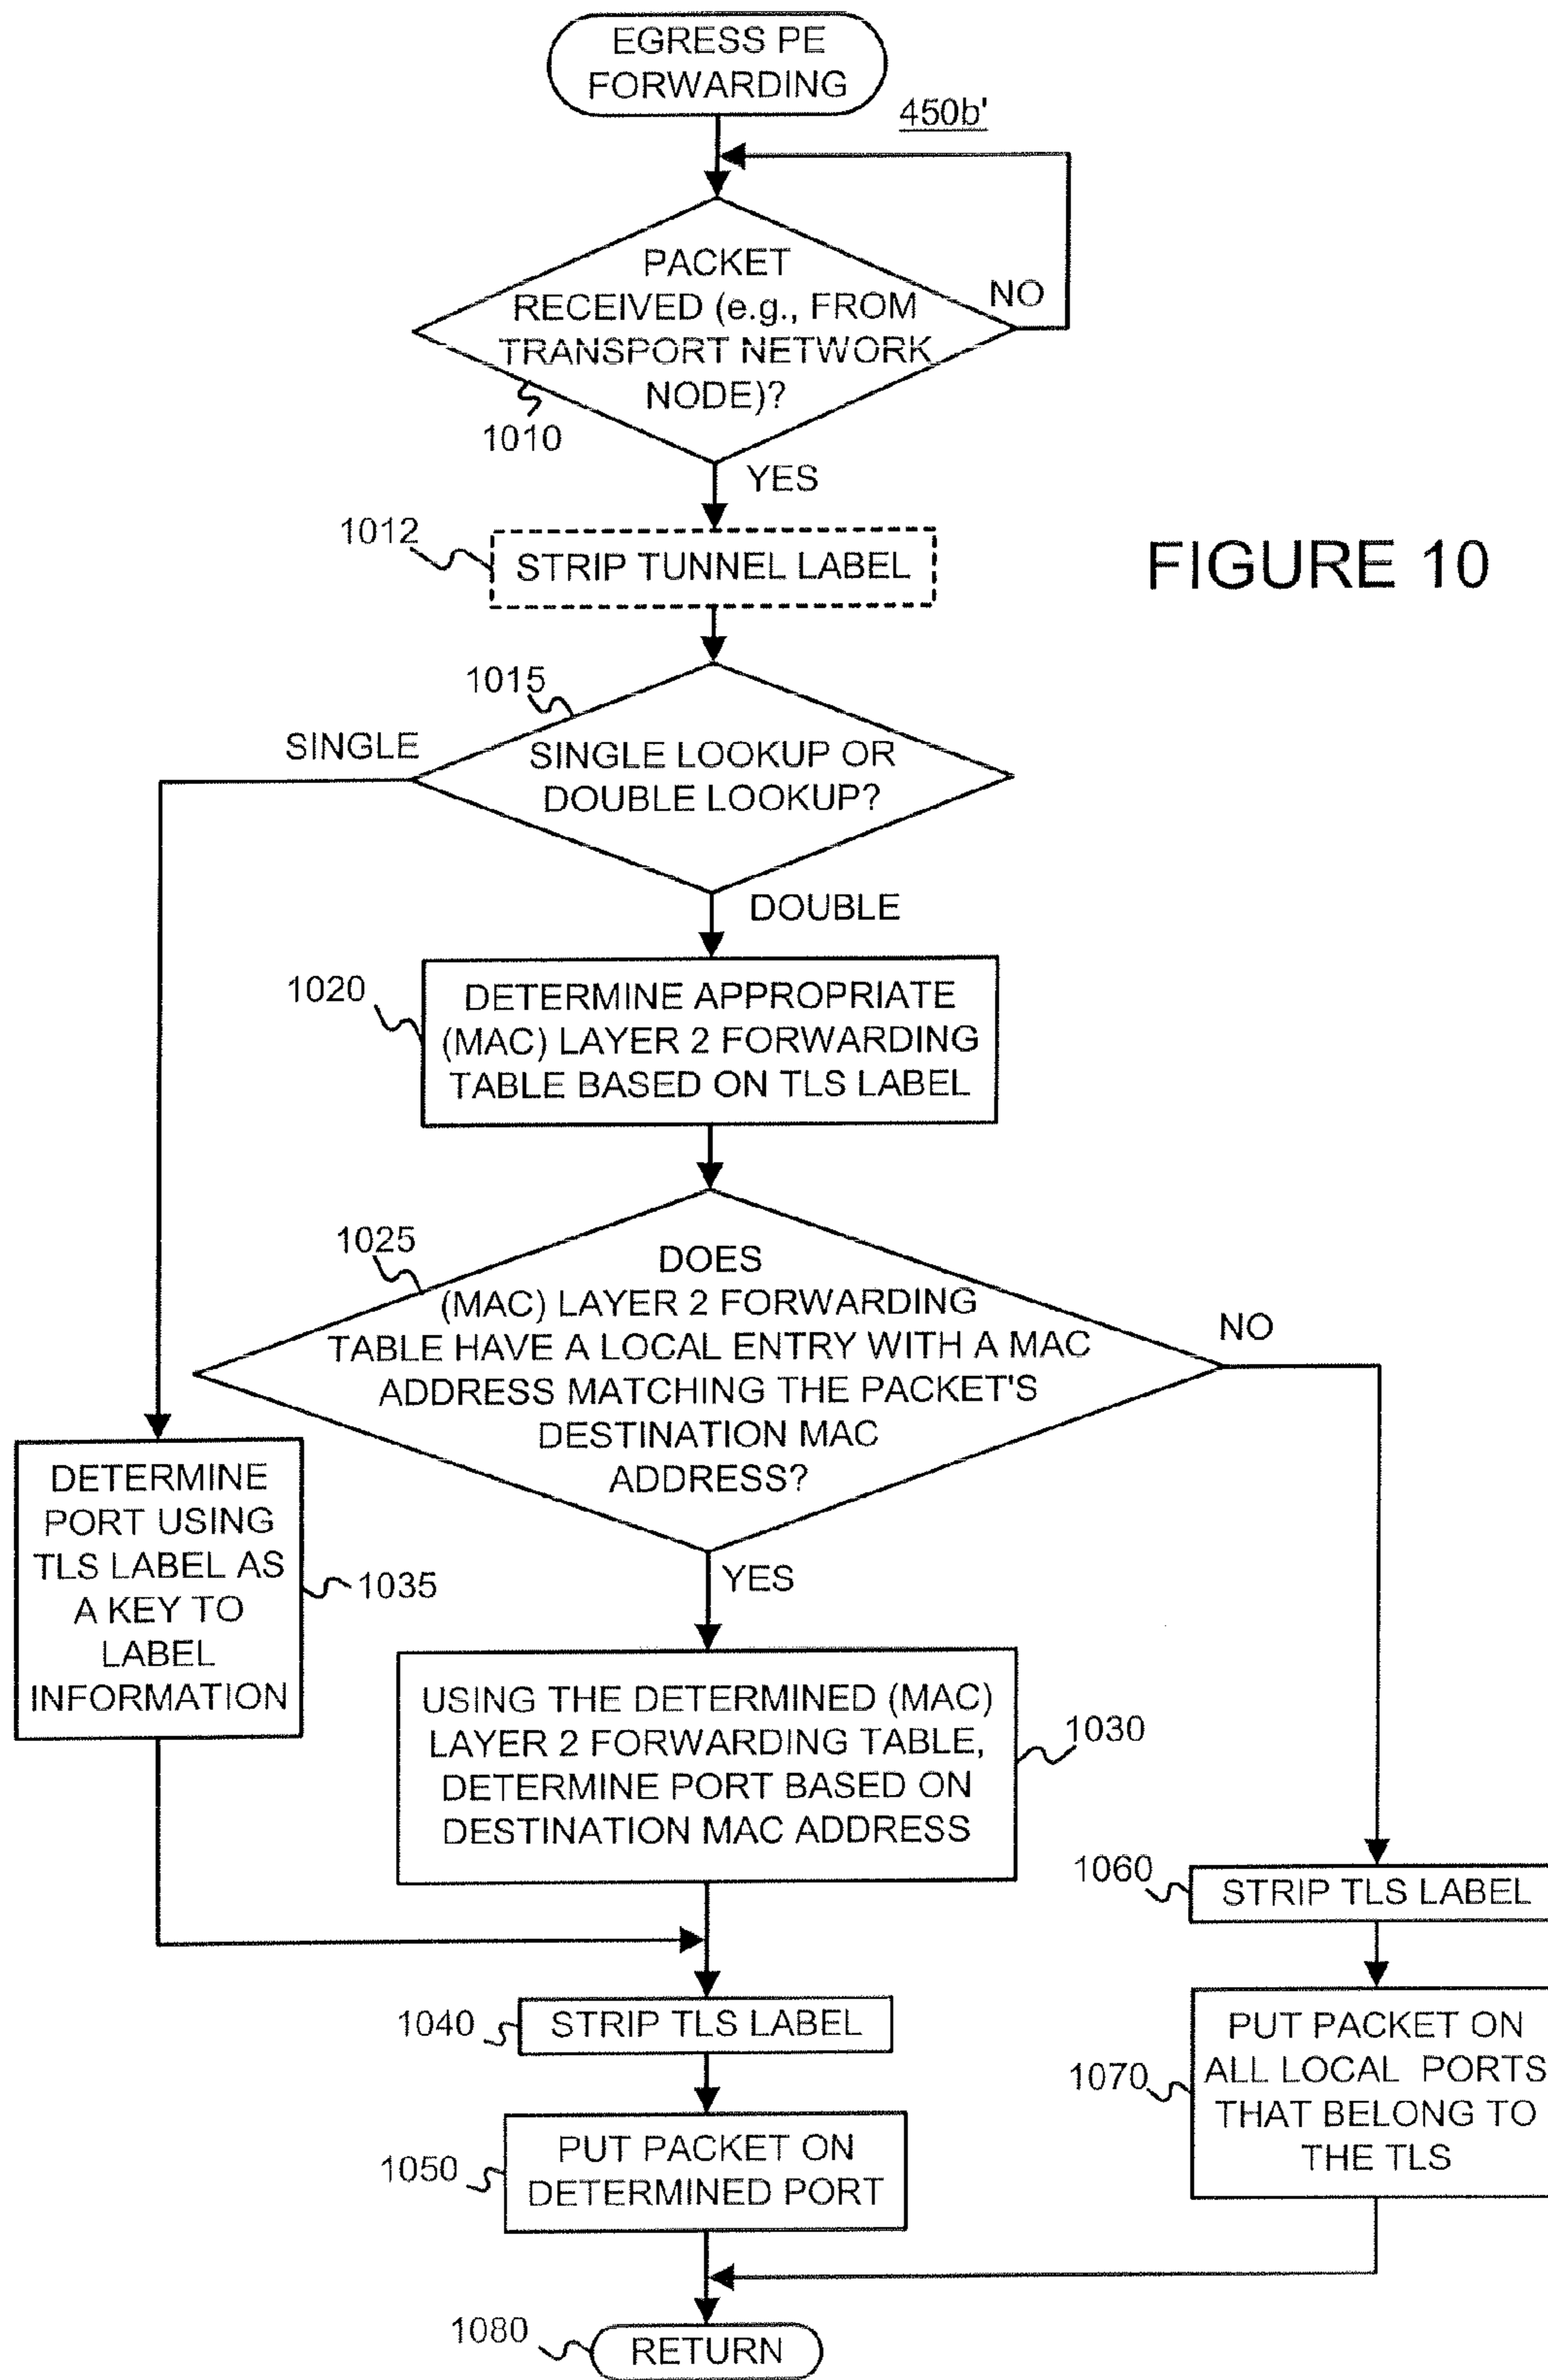 EGRESS PE
FORWARDING
450b'
PACKET
RECEIVED (e.g., FROM
TRANSPORT NETWORK
NODE)?
NO
1010
YES
1012
STRIP TUNNEL LABEL
FIGURE 10
1015
SINGLE
SINGLE LOOKUP OR
DOUBLE LOOKUP?
DOUBLE
1020
DETERMINE APPROPRIATE
(MAC) LAYER 2 FORWARDING
TABLE BASED ON TLS LABEL
1025
DOES
(MAC) LAYER 2 FORWARDING
TABLE HAVE A LOCAL ENTRY WITH A MAC
ADDRESS MATCHING THE PACKET'S
DESTINATION MAC
ADDRESS?
NO
YES
DETERMINE
PORT USING
TLS LABEL AS
A KEY TO
LABEL
INFORMATION
1035
USING THE DETERMINED (MAC)
LAYER 2 FORWARDING TABLE,
DETERMINE PORT BASED ON
DESTINATION MAC ADDRESS
1030
1060
STRIP TLS LABEL
1040
STRIP TLS LABEL
1070
PUT PACKET ON
ALL LOCAL PORTS
THAT BELONG TO
THE TLS
1050
PUT PACKET ON
DETERMINED PORT
1080
RETURN